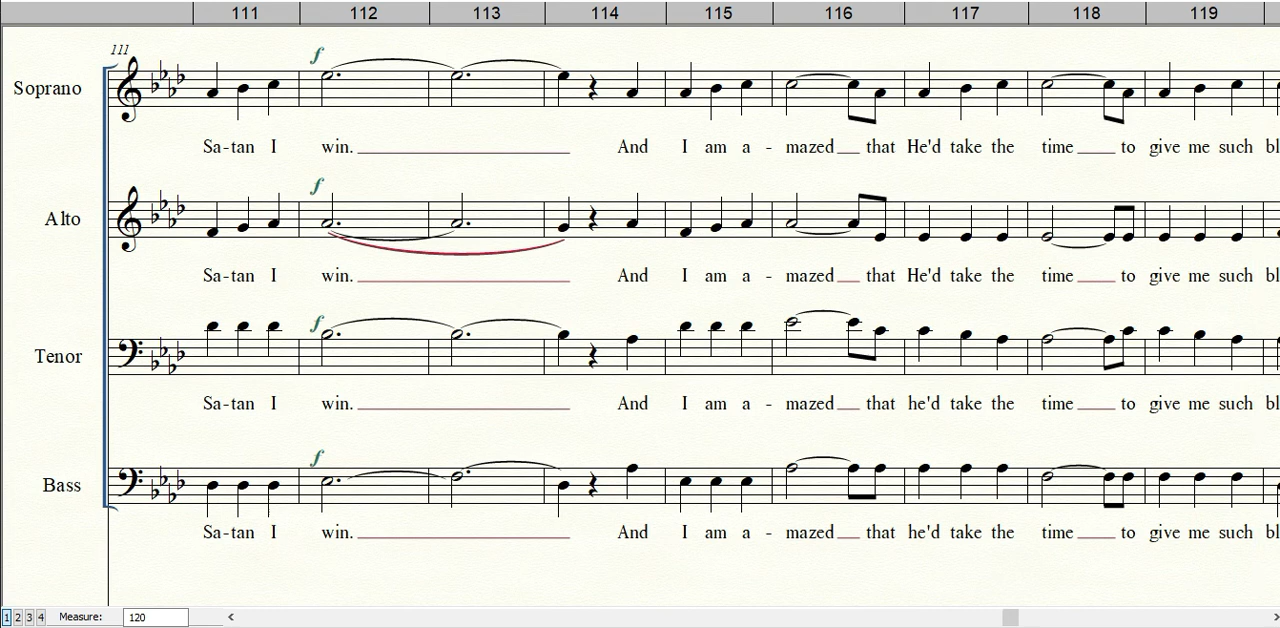 111 112 113 114 115 116 117 118 119
111
f
Soprano
Sa-tan I win. And I am a - mazed that He'd take the time to give me such bl
f
Alto
Sa-tan I win. And I am a - mazed that He'd take the time to give me such bl
f
Tenor
Sa-tan I win. And I am a - mazed that he'd take the time to give me such bl
f
Bass
Sa-tan I win. And I am a - mazed that he'd take the time to give me such bl
1 2 3 4 Measure: 120